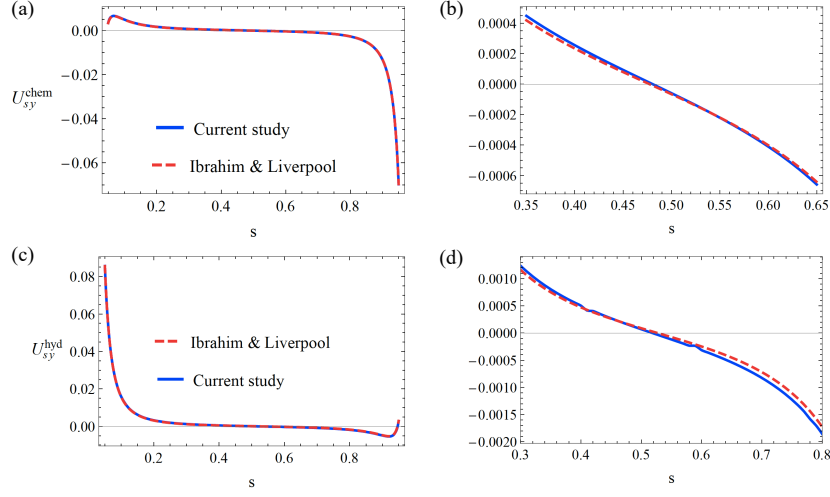 (a)
0.00
−0.02
−0.04
−0.06
U_sy^chem
Current study
Ibrahim & Liverpool
0.2 0.4 0.6 0.8
s
(b)
0.0004
0.0002
0.0000
−0.0002
−0.0004
−0.0006
0.35 0.40 0.45 0.50 0.55 0.60 0.65
s
(c)
0.08
0.06
0.04
0.02
0.00
U_sy^hyd
Ibrahim & Liverpool
Current study
0.2 0.4 0.6 0.8
s
(d)
0.0010
0.0005
0.0000
−0.0005
−0.0010
−0.0015
−0.0020
0.3 0.4 0.5 0.6 0.7 0.8
s